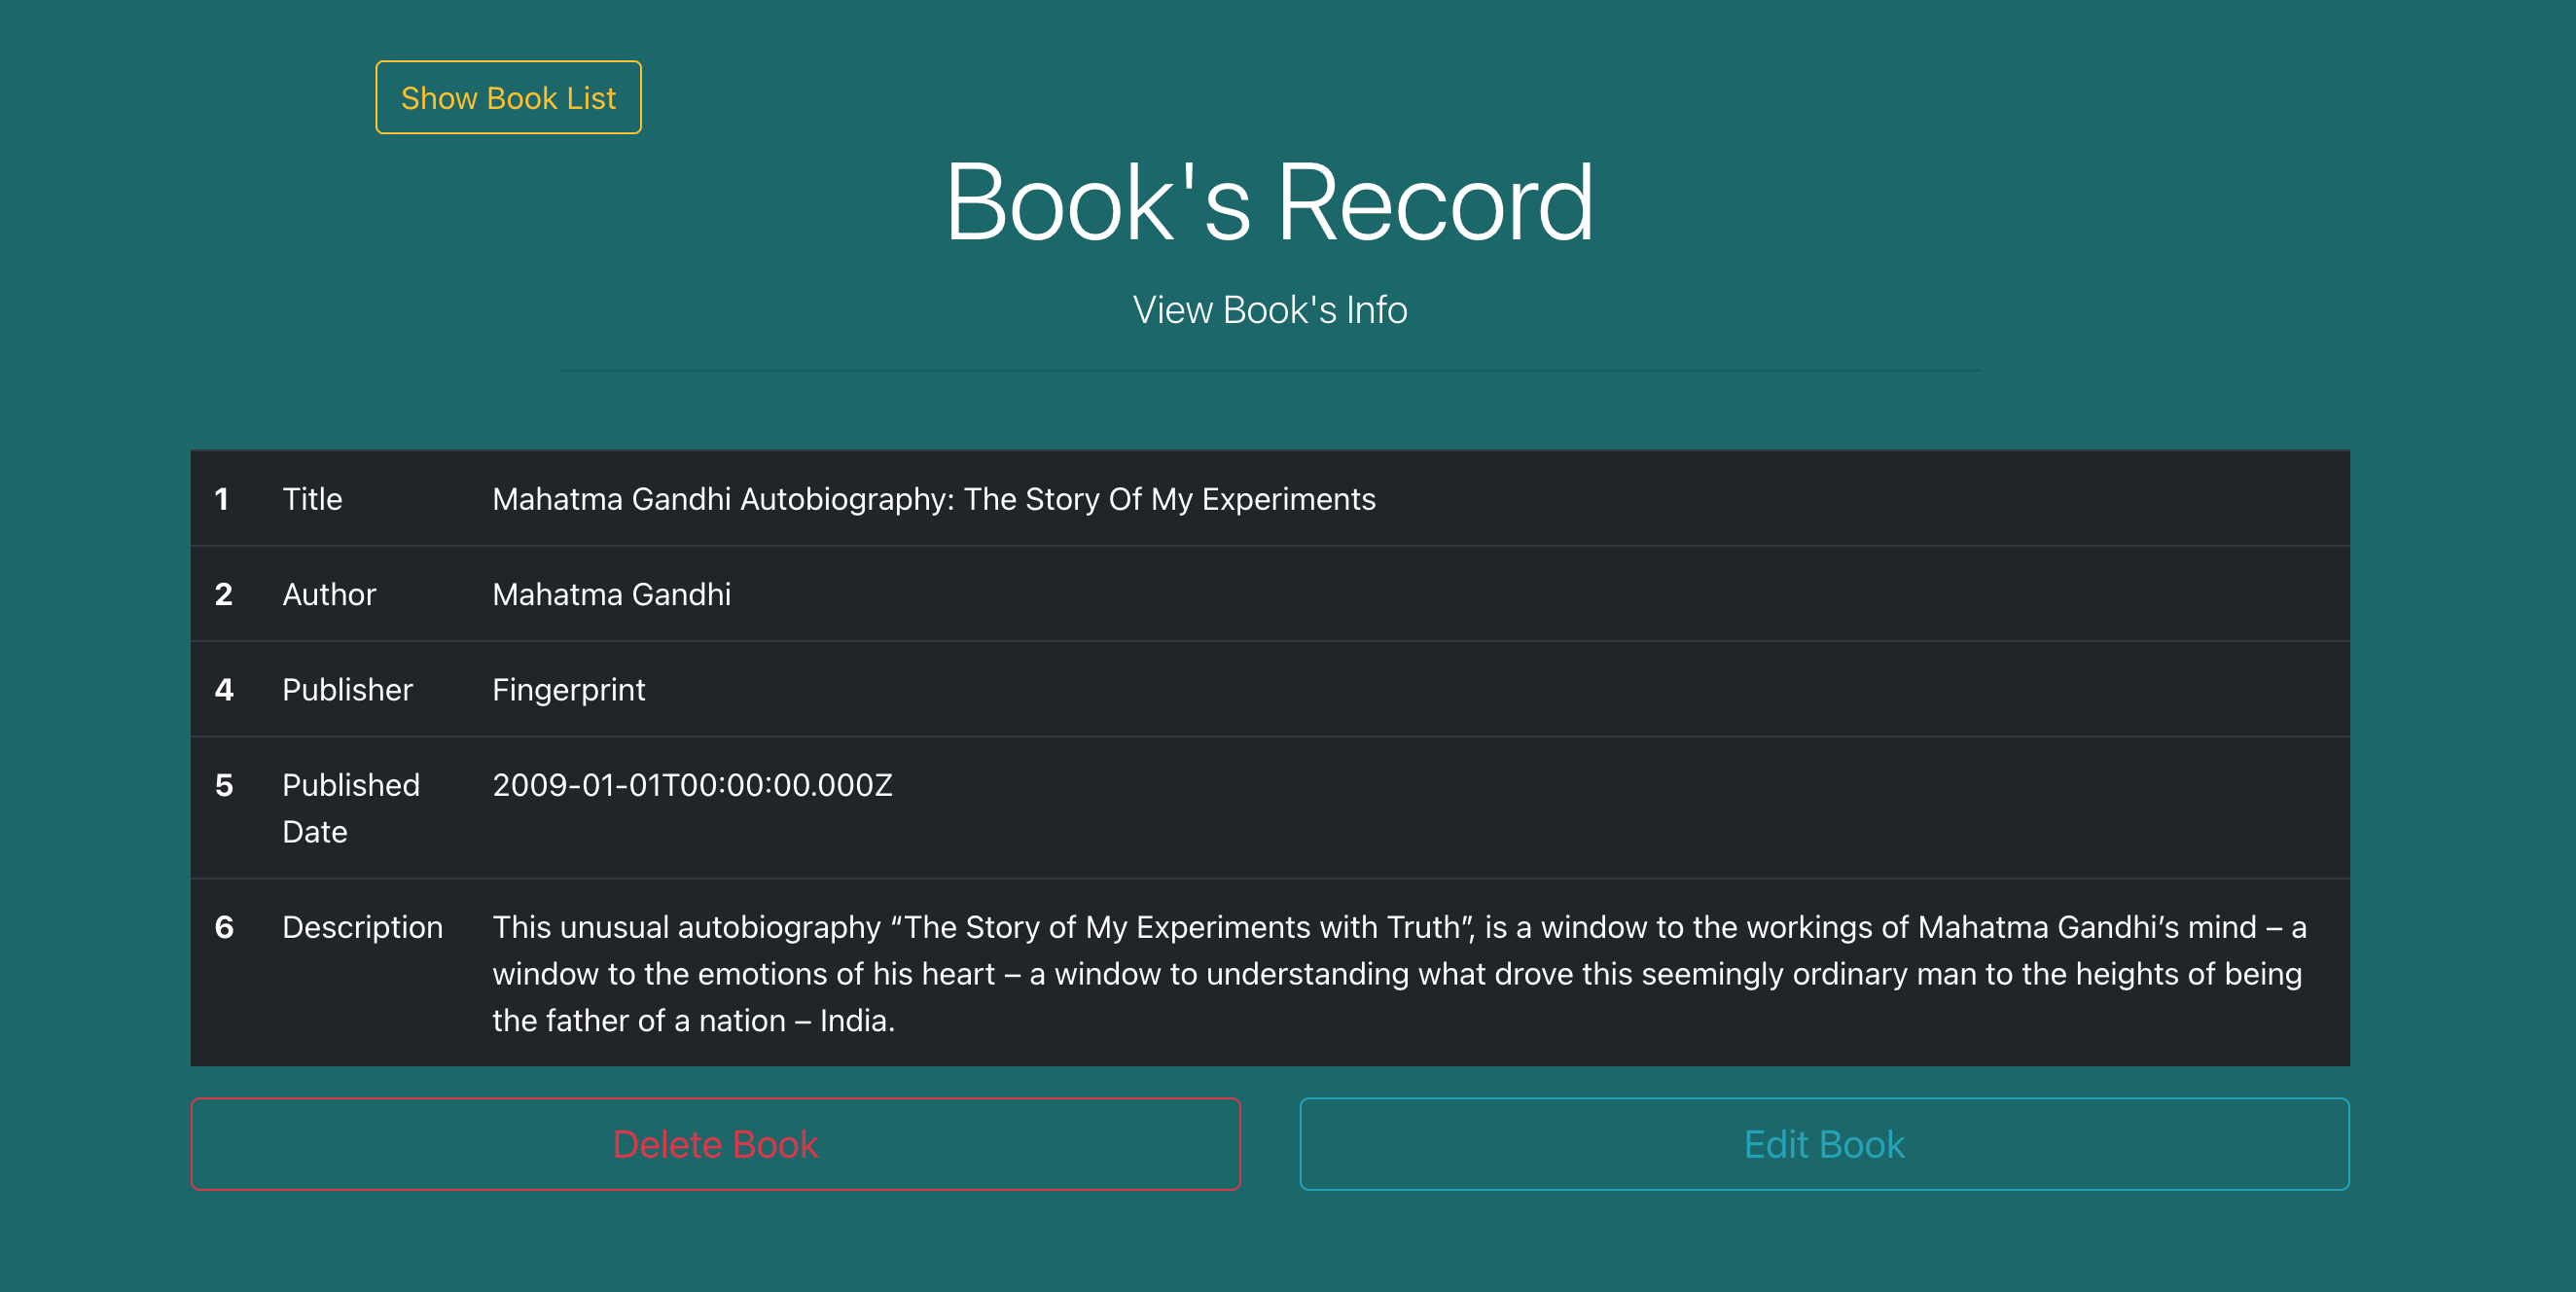 Show Book List
Book's Record
View Book's Info
1 Title Mahatma Gandhi Autobiography: The Story Of My Experiments
2 Author Mahatma Gandhi
4 Publisher Fingerprint
5 Published 2009-01-01T00:00:00.000Z
Date
6 Description This unusual autobiography “The Story of My Experiments with Truth”, is a window to the workings of Mahatma Gandhi’s mind – a
window to the emotions of his heart – a window to understanding what drove this seemingly ordinary man to the heights of being
the father of a nation – India.
Delete Book Edit Book